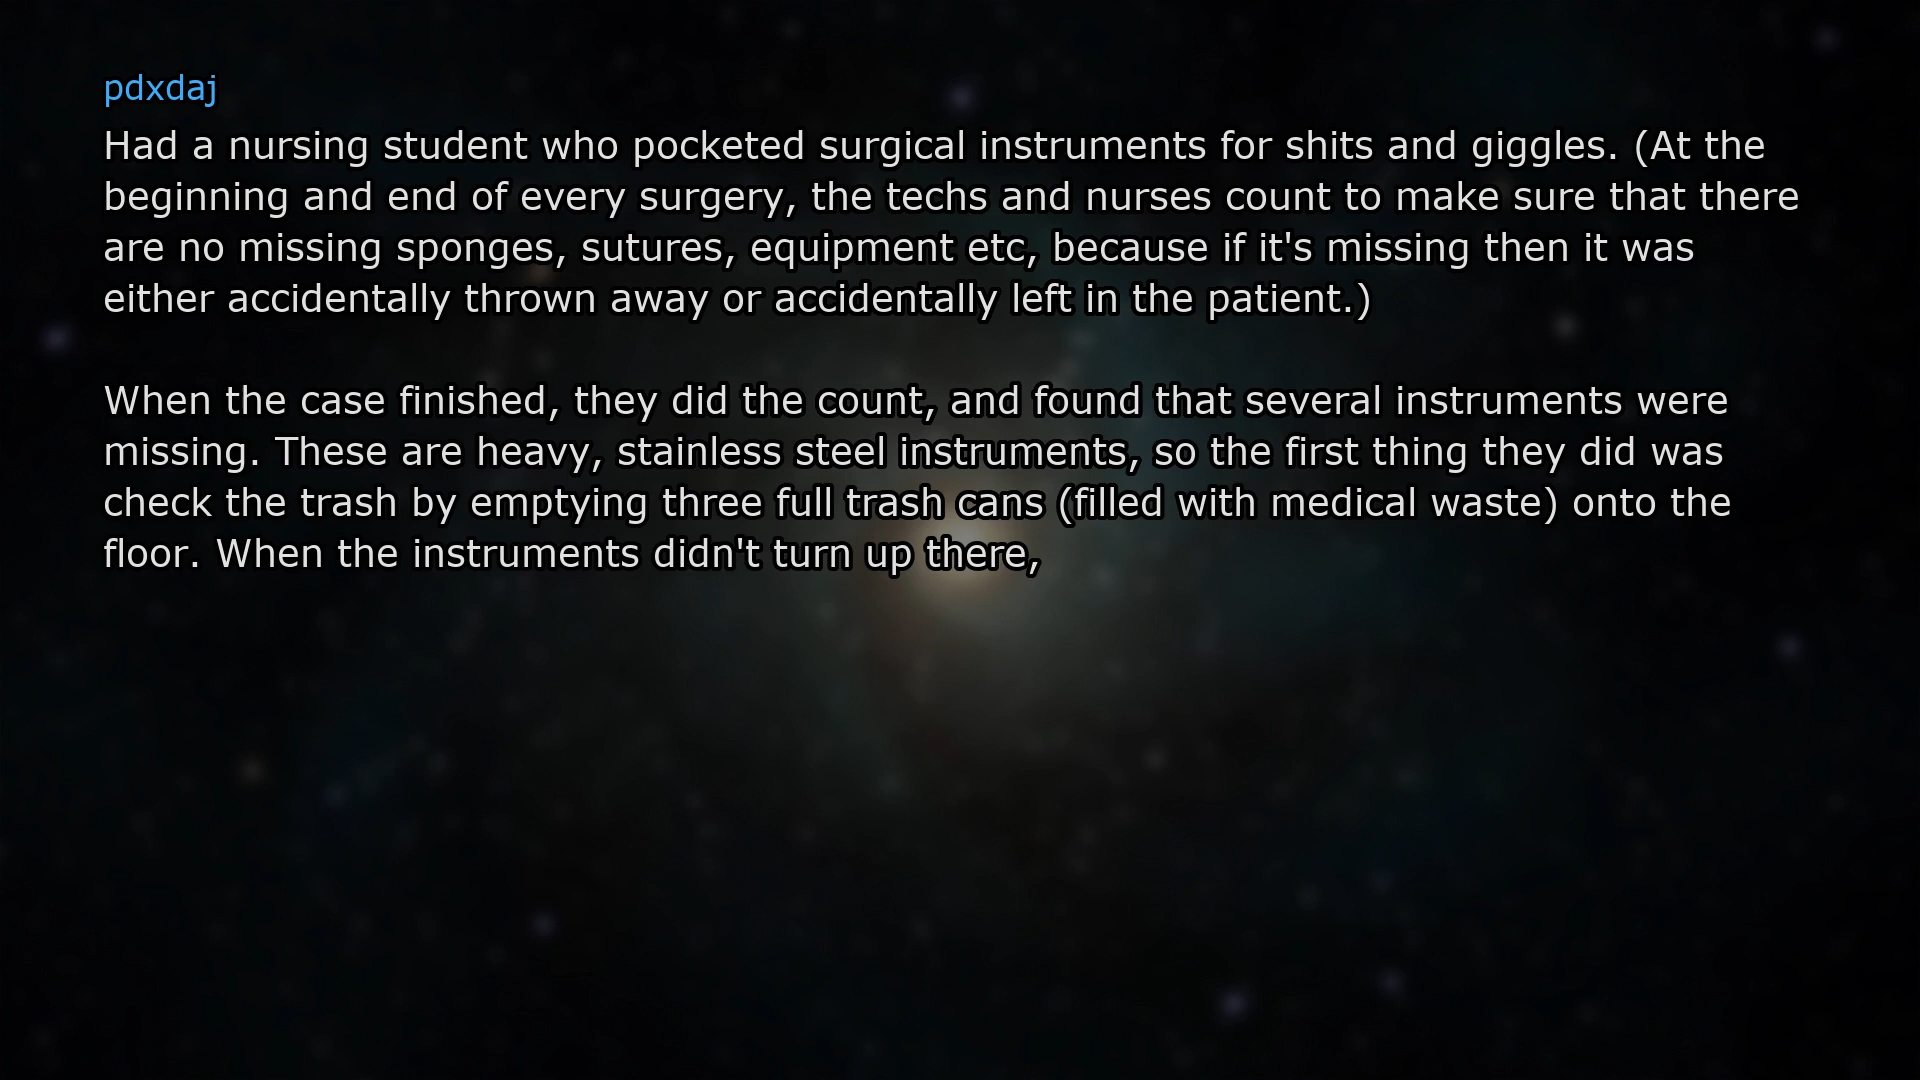 pdxdaj
Had a nursing student who pocketed surgical instruments for shits and giggles. (At the
beginning and end of every surgery, the techs and nurses count to make sure that there
are no missing sponges, sutures, equipment etc, because if it's missing then it was
either accidentally thrown away or accidentally left in the patient.)
When the case finished, they did the count, and found that several instruments were
missing. These are heavy, stainless steel instruments, so the first thing they did was
check the trash by emptying three full trash cans (filled with medical waste) onto the
floor. When the instruments didn't turn up there,